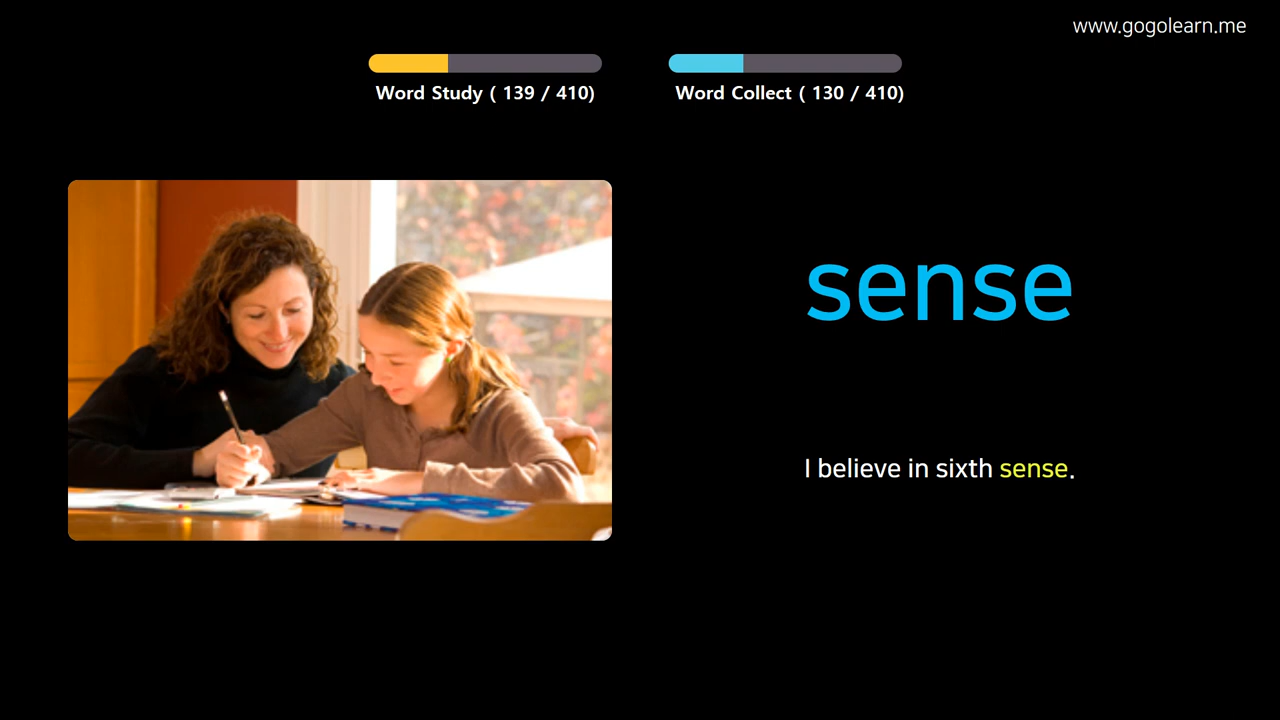 www.gogolearn.me
Word Study ( 139 / 410)
Word Collect ( 130 / 410)
sense
I believe in sixth sense.